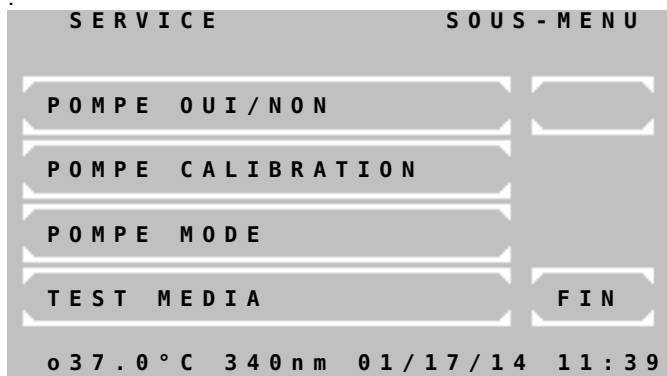 .
SERVICE SOUS-MENU
POMPE OUI/NON
POMPE CALIBRATION
POMPE MODE
TEST MEDIA FIN
o37.0°C 340nm 01/17/14 11:39